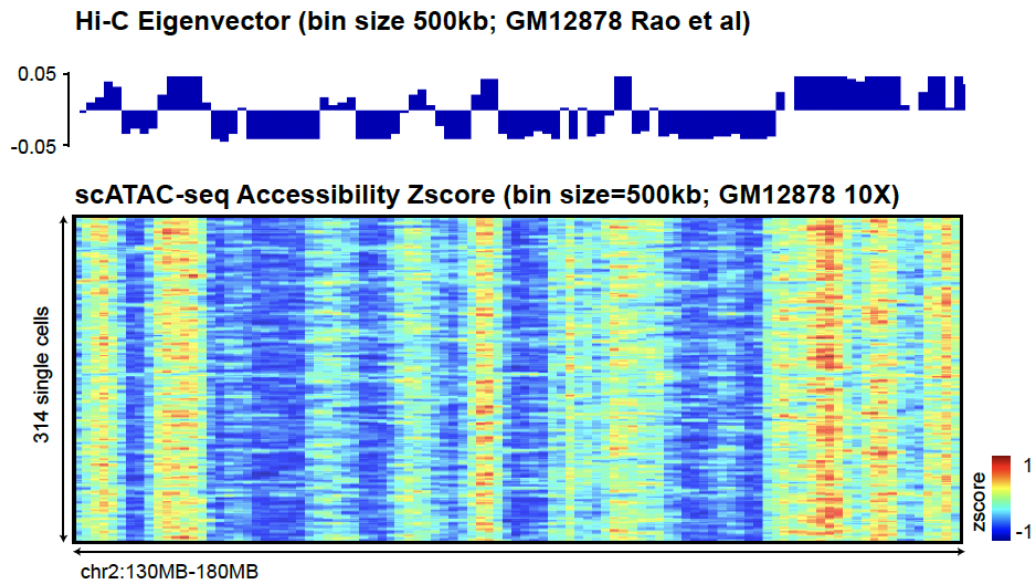 Hi-C Eigenvector (bin size 500kb; GM12878 Rao et al)
0.05
-0.05
scATAC-seq Accessibility Zscore (bin size=500kb; GM12878 10X)
314 single cells
1
zscore
-1
chr2:130MB-180MB